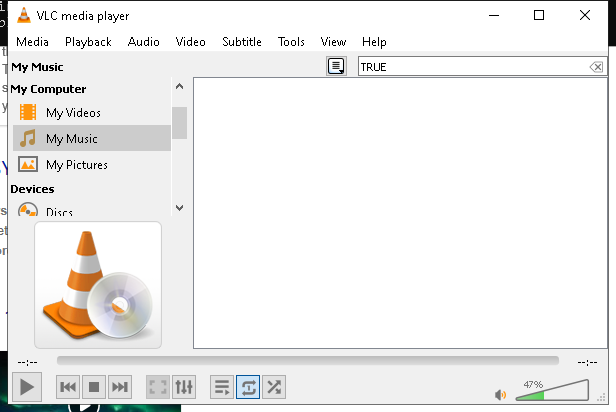 VLC media player
Media Playback Audio Video Subtitle Tools View Help
My Music
TRUE
My Computer
My Videos
My Music
My Pictures
Devices
Discs
--:--
--:--
47%